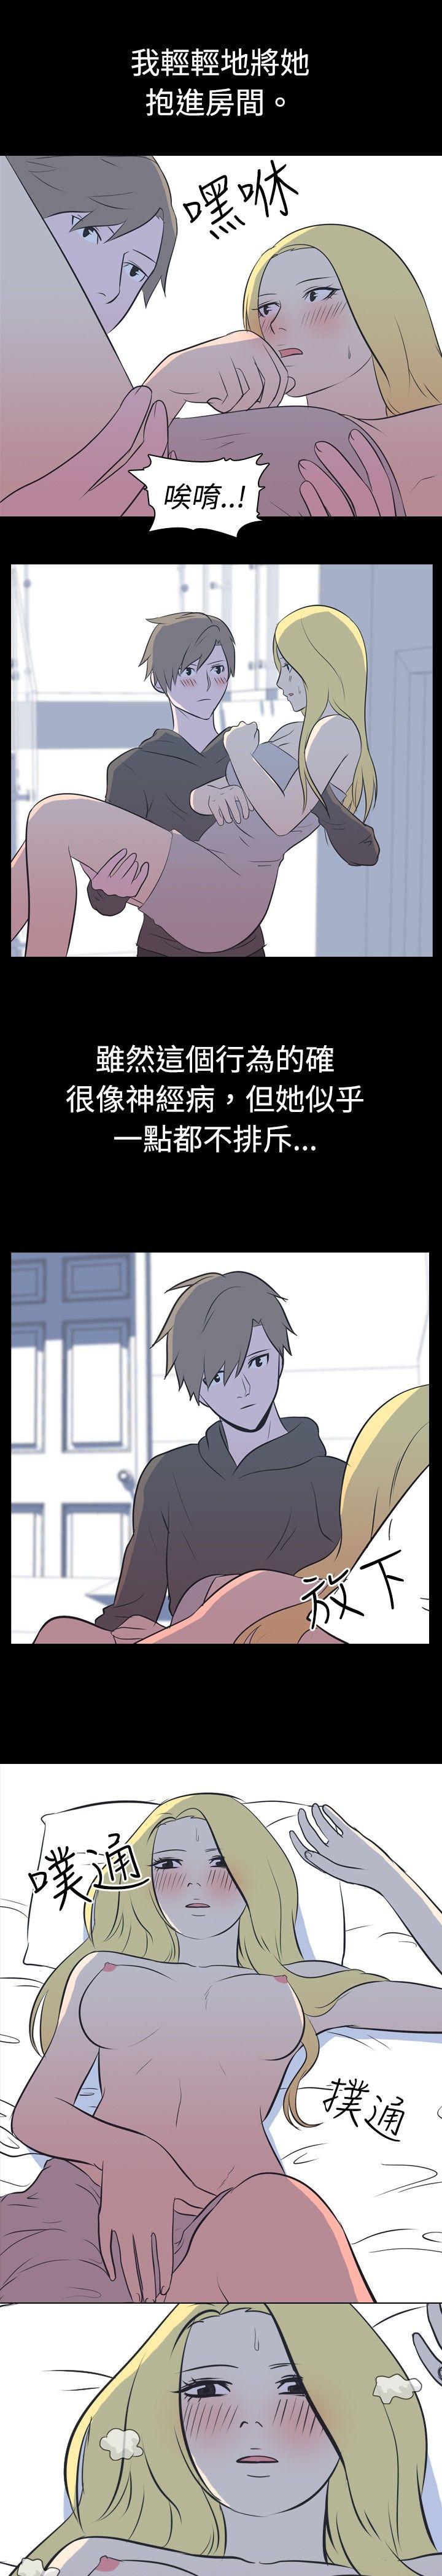 我輕輕地將她
抱進房間。
嘿咻
唉唷..!
雖然這個行為的確
很像神經病，但她似乎
一點都不排斥...
放下
噗通
撲通